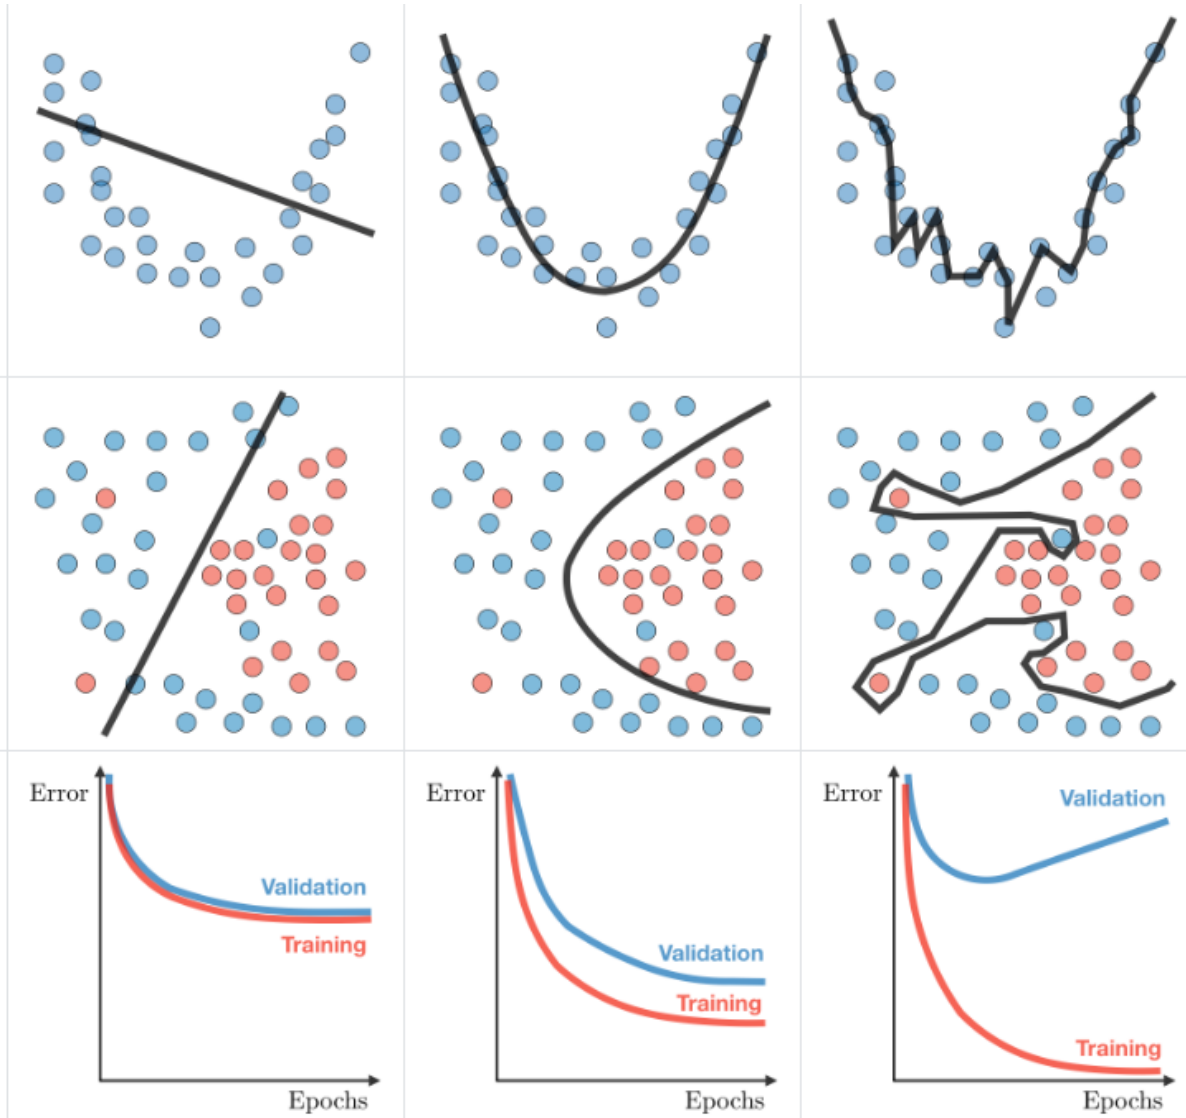 Error
Validation
Training
Epochs
Error
Validation
Training
Epochs
Error
Validation
Training
Epochs